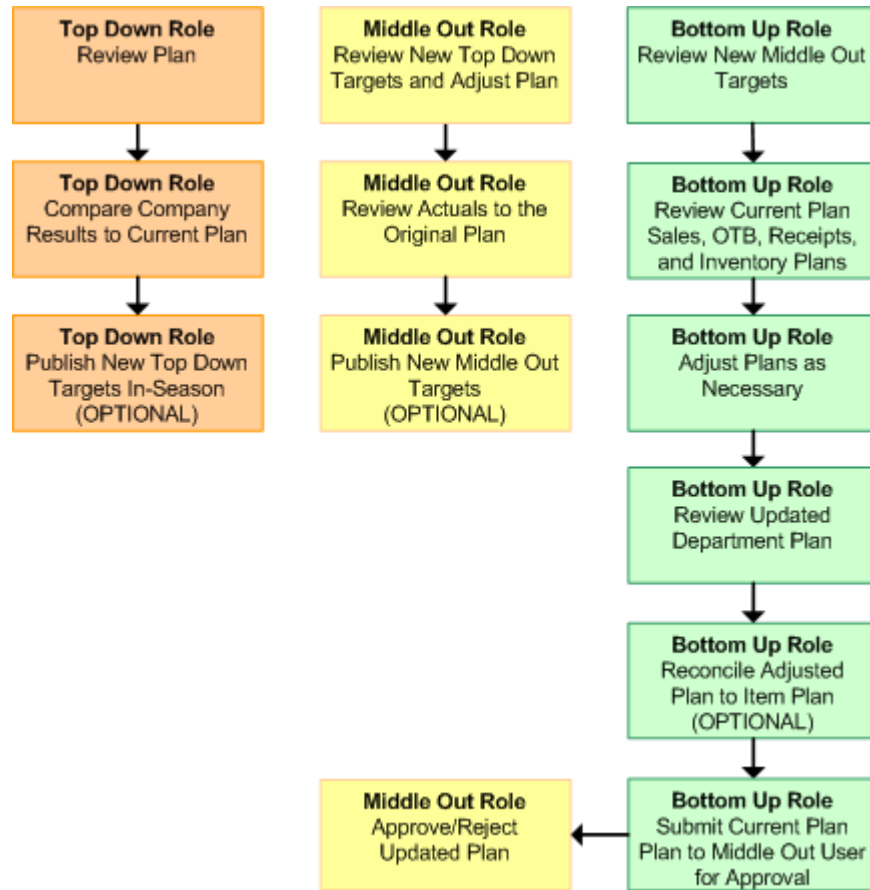 Top Down Role
Review Plan
Middle Out Role
Review New Top Down
Targets and Adjust Plan
Bottom Up Role
Review New Middle Out
Targets
Top Down Role
Compare Company
Results to Current Plan
Middle Out Role
Review Actuals to the
Original Plan
Bottom Up Role
Review Current Plan
Sales, OTB, Receipts,
and Inventory Plans
Top Down Role
Publish New Top Down
Targets In-Season
(OPTIONAL)
Middle Out Role
Publish New Middle Out
Targets
(OPTIONAL)
Bottom Up Role
Adjust Plans as
Necessary
Bottom Up Role
Review Updated
Department Plan
Bottom Up Role
Reconcile Adjusted
Plan to Item Plan
(OPTIONAL)
Middle Out Role
Approve/Reject
Updated Plan
Bottom Up Role
Submit Current Plan
Plan to Middle Out User
for Approval